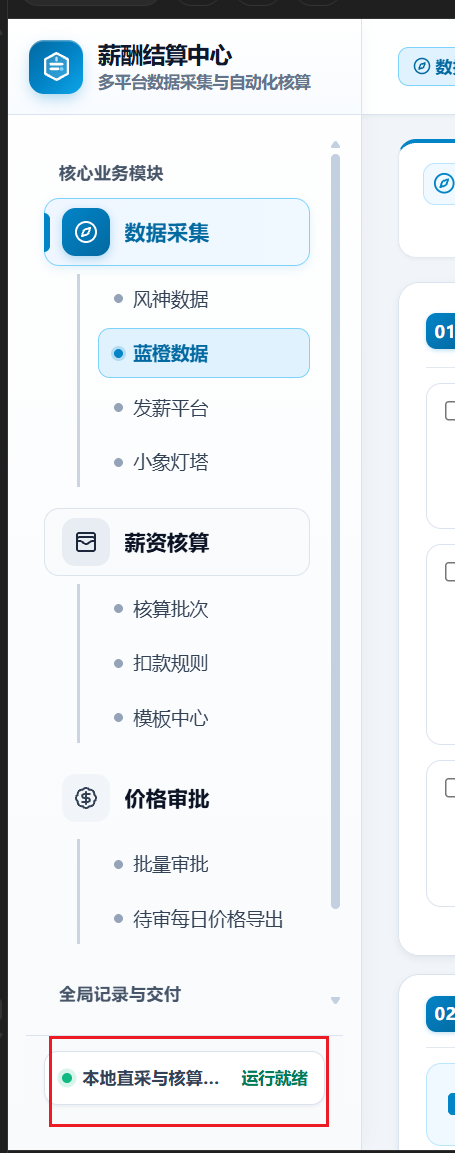 薪酬结算中心
多平台数据采集与自动化核算
核心业务模块
数据采集
风神数据
蓝橙数据
发薪平台
小象灯塔
薪资核算
核算批次
扣款规则
模板中心
价格审批
批量审批
待审每日价格导出
全局记录与交付
本地直采与核算... 运行就绪
01
02